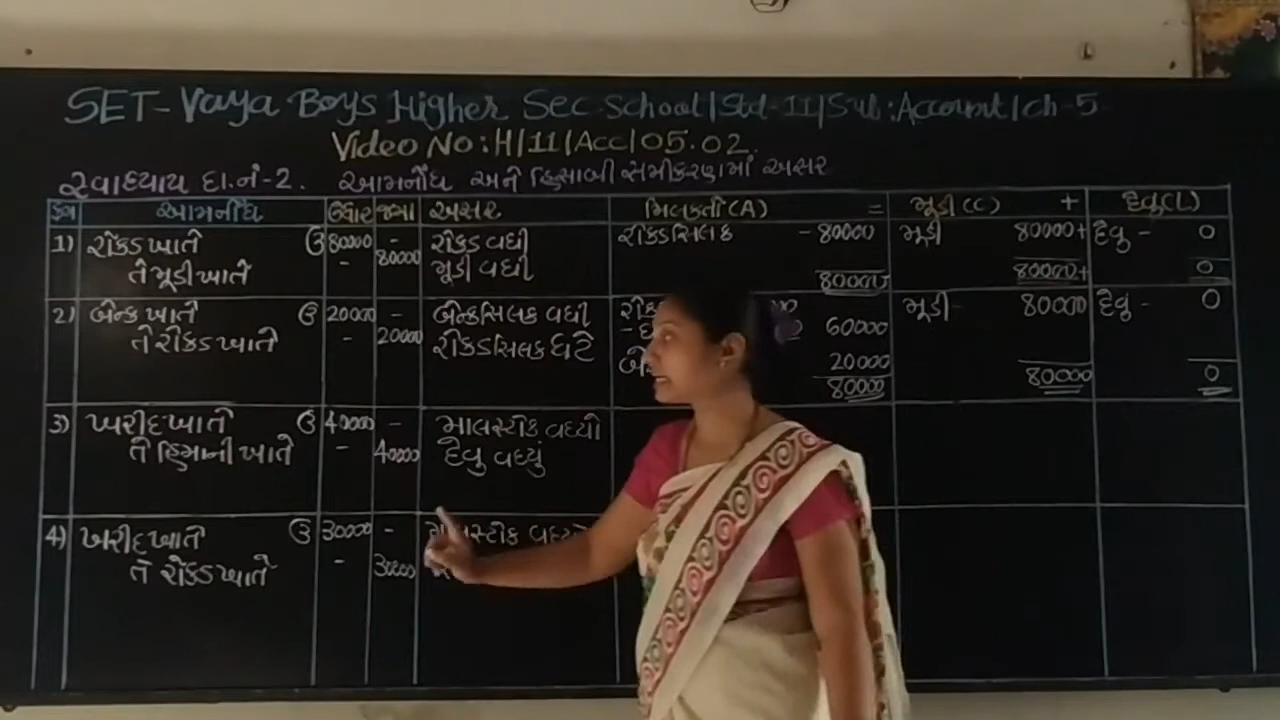 SET-Vaya Boys Higher Sec. School/Std-11/Sub:Account/ch-5
Video No:H/11/Acc/05.02.
સ્વાધ્યાય દા.નં-2. આમનોંધ અને હિસાબી સમીકરણમાં અસર
ક્રમ આમનોંધ ઉધાર જમા અસર મિલકતો(A) = મૂડી(C) + દેવુ(L)
1) રોકડ ખાતે ઉ 80000 - રોકડ વધી રોકડસિલક - 80000 મૂડી 80000+ દેવુ - 0
તે મૂડી ખાતે - 80000 મૂડી વધી 80000 80000+ 0
2) બેન્ક ખાતે ઉ 20000 - બેન્કસિલક વધી મૂડી- 80000 દેવુ - 0
તે રોકડ ખાતે - 20000 રોકડસિલક ઘટે 60000
20000
80000 80000 0
3) ખરીદ ખાતે ઉ 40000 - માલસ્ટોક વધ્યો
તે હિમાની ખાતે - 40000 દેવુ વધ્યું
4) ખરીદ ખાતે ઉ 30000 -
તે રોકડ ખાતે - 30000